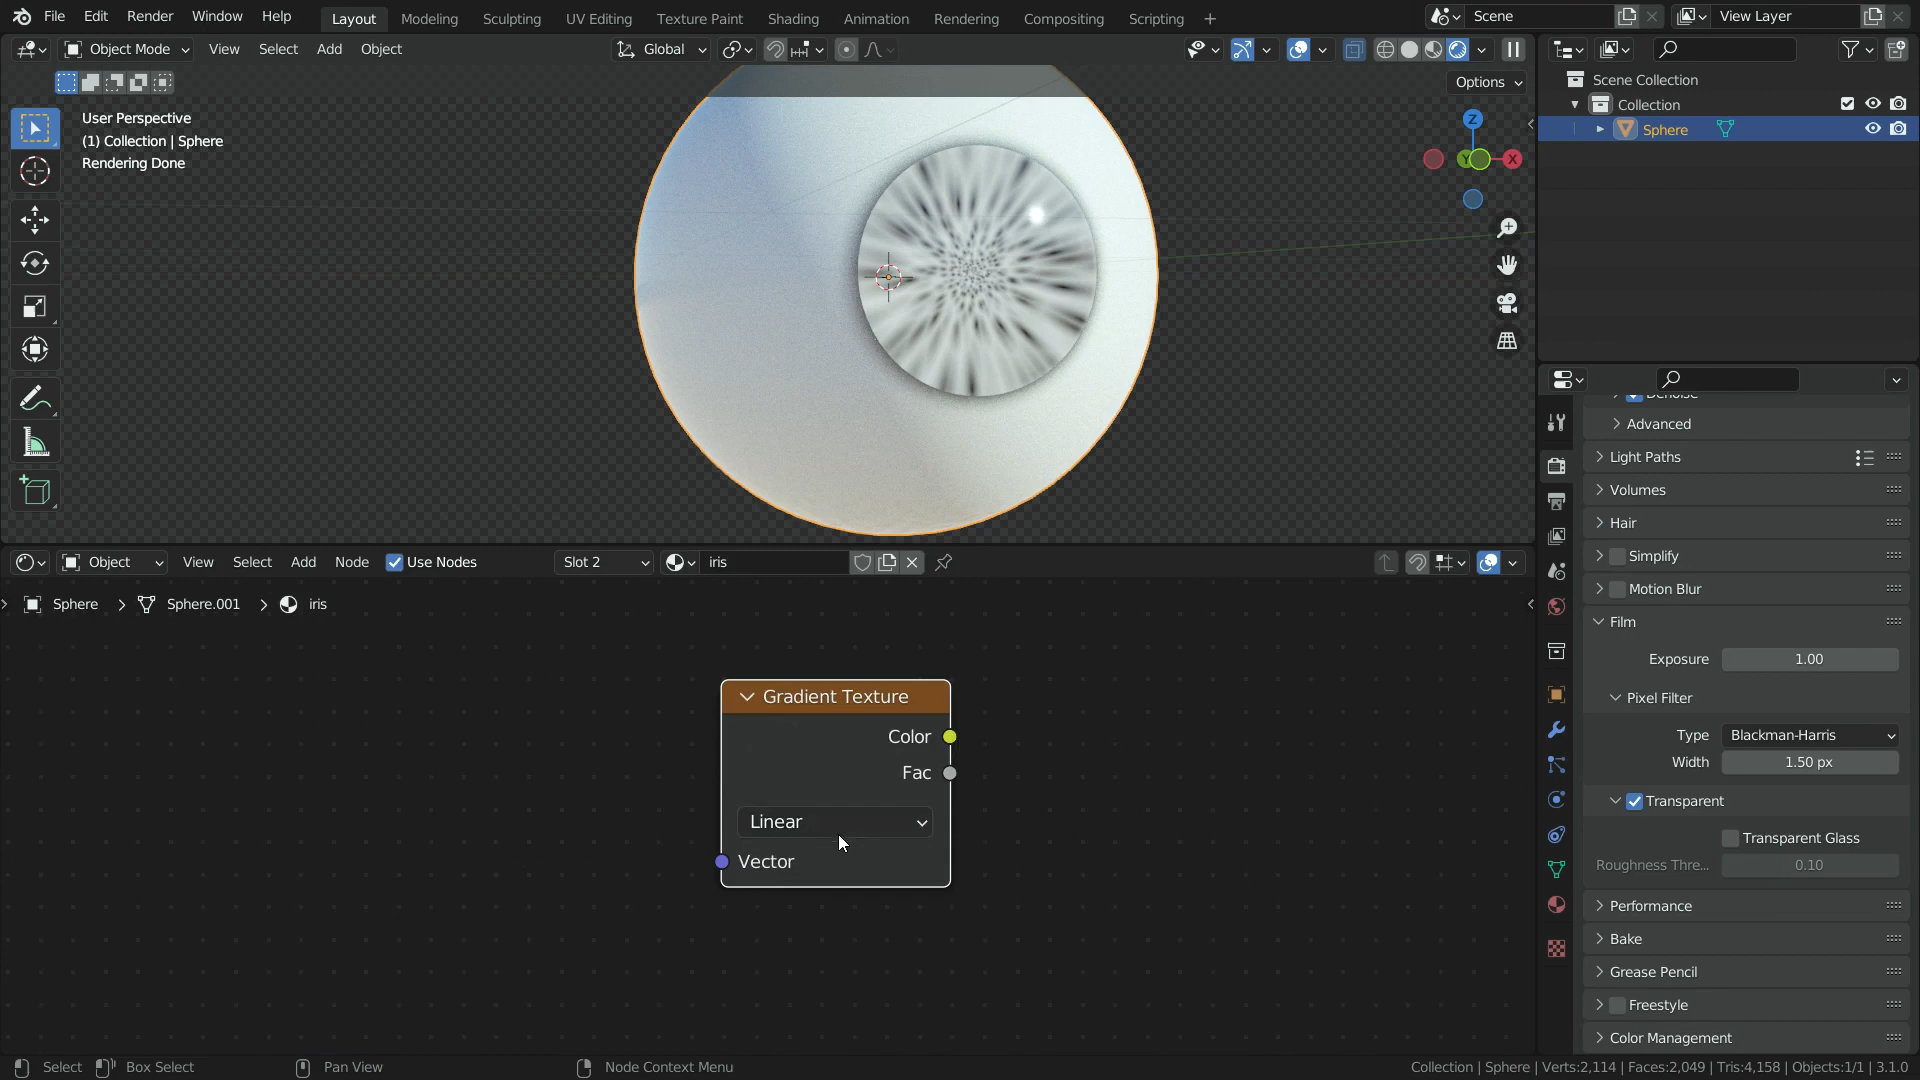 File Edit Render Window Help Layout Modeling Sculpting UV Editing Texture Paint Shading Animation Rendering Compositing Scripting + Scene View Layer
Object Mode View Select Add Object Global
Options
User Perspective
(1) Collection | Sphere
Rendering Done
Z
Y
X
Scene Collection
Collection
Sphere
Denoise
Advanced
Light Paths
Volumes
Hair
Simplify
Motion Blur
Film
Exposure 1.00
Pixel Filter
Type Blackman-Harris
Width 1.50 px
Transparent
Transparent Glass
Roughness Thre... 0.10
Performance
Bake
Grease Pencil
Freestyle
Color Management
Object View Select Add Node Use Nodes Slot 2 iris
Sphere > Sphere.001 > iris
Gradient Texture
Color
Fac
Linear
Vector
Select Box Select Pan View Node Context Menu Collection | Sphere | Verts:2,114 | Faces:2,049 | Tris:4,158 | Objects:1/1 | 3.1.0